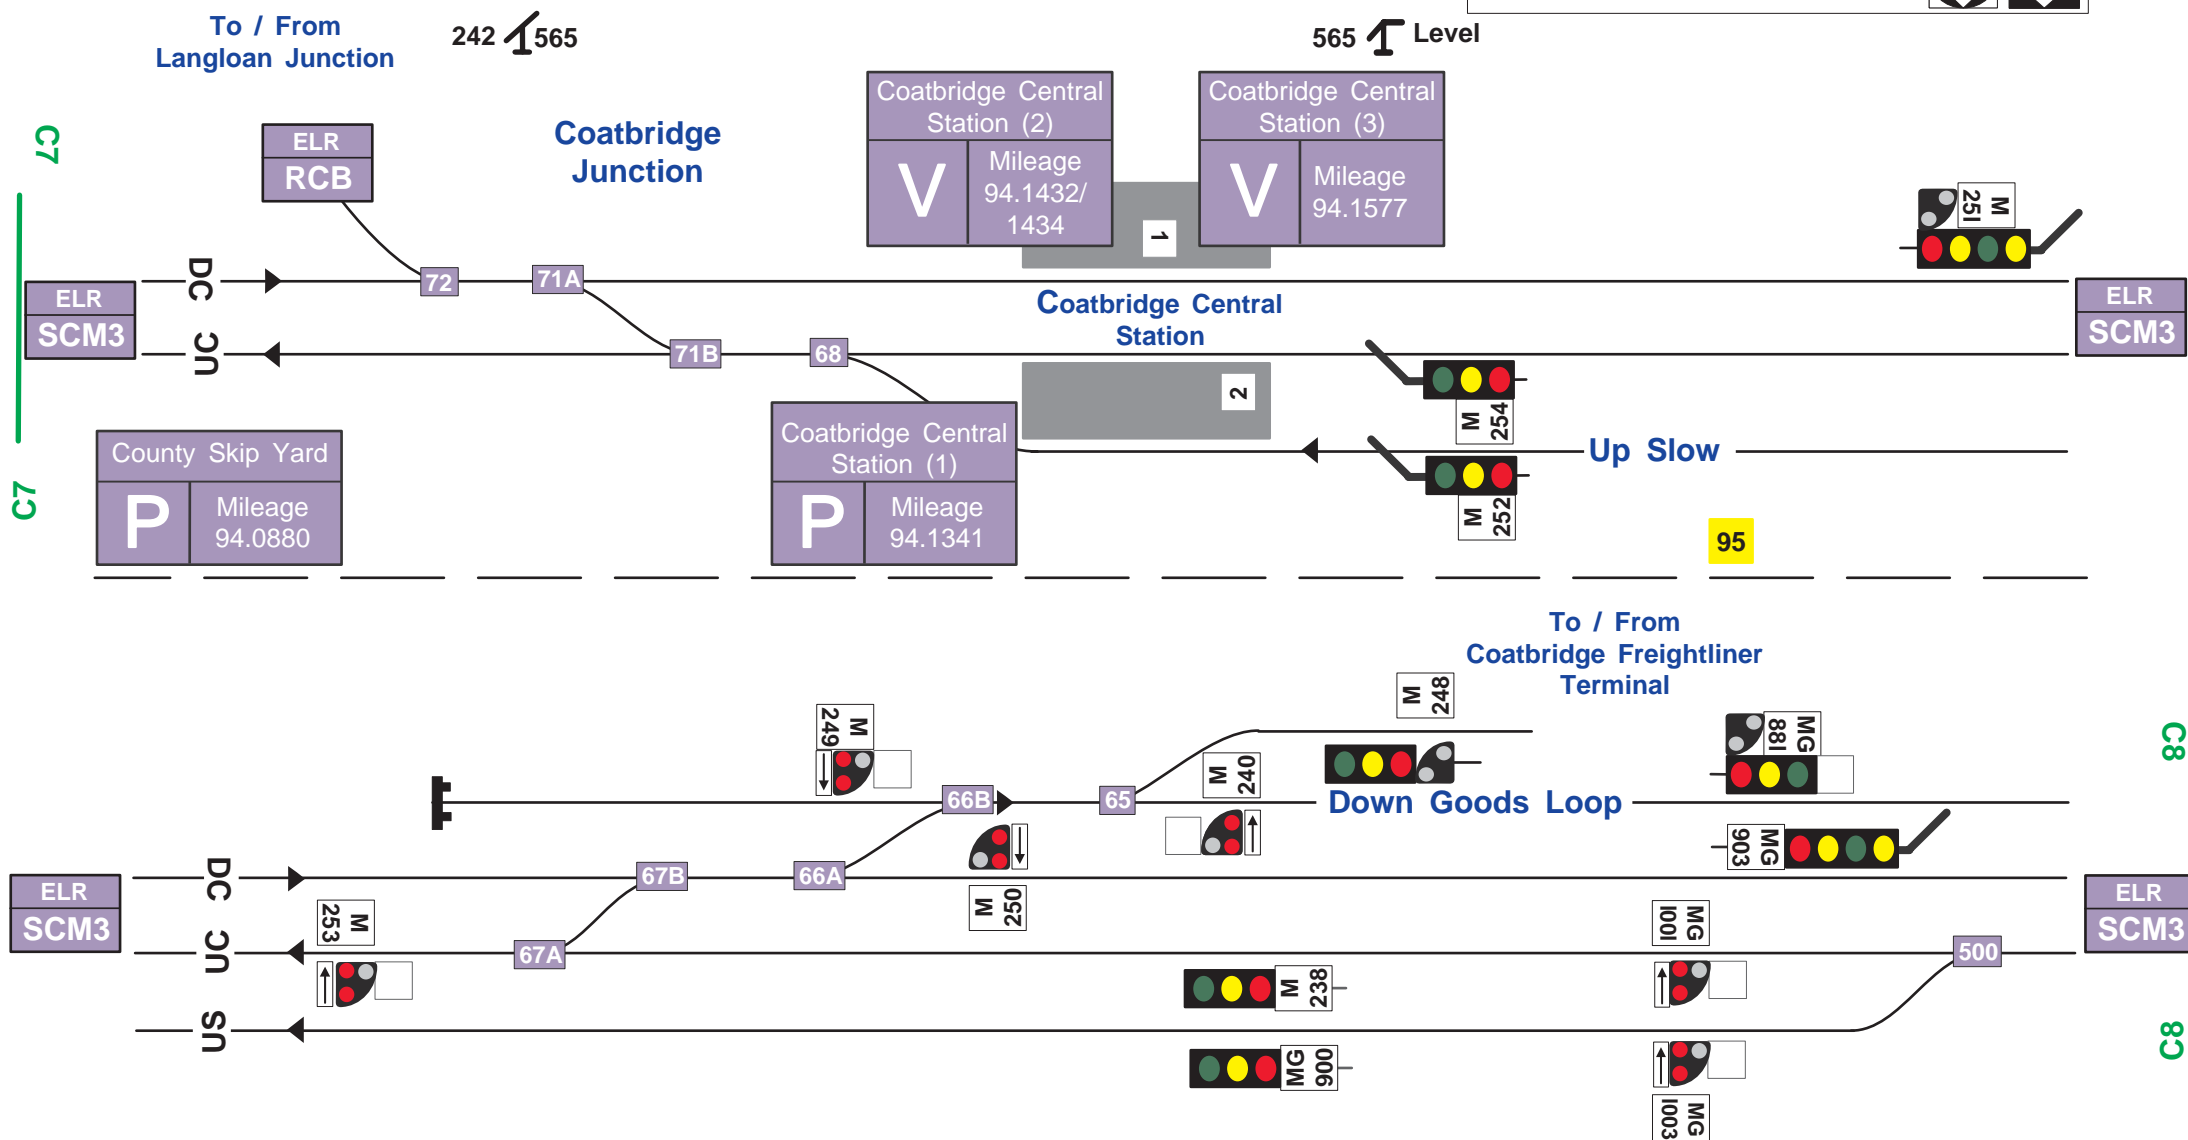 To / From
Langloan Junction
242 565
565 Level
C7
ELR
RCB
Coatbridge
Junction
Coatbridge Central
Station (2)
V
Mileage
94.1432/
1434
1
Coatbridge Central
Station (3)
V
Mileage
94.1577
M
251
DC
72
71A
ELR
SCM3
Coatbridge Central
Station
ELR
SCM3
UC
71B
68
2
M
254
C7
County Skip Yard
P
Mileage
94.0880
Coatbridge Central
Station (1)
P
Mileage
94.1341
Up Slow
M
252
95
To / From
Coatbridge Freightliner
Terminal
M
248
M
249
MG
881
C8
M
240
66B
65
Down Goods Loop
MG
903
DC
67B
66A
M
250
ELR
SCM3
ELR
SCM3
M
253
UC
67A
MG
1001
500
M
238
US
MG
900
C8
MG
1003